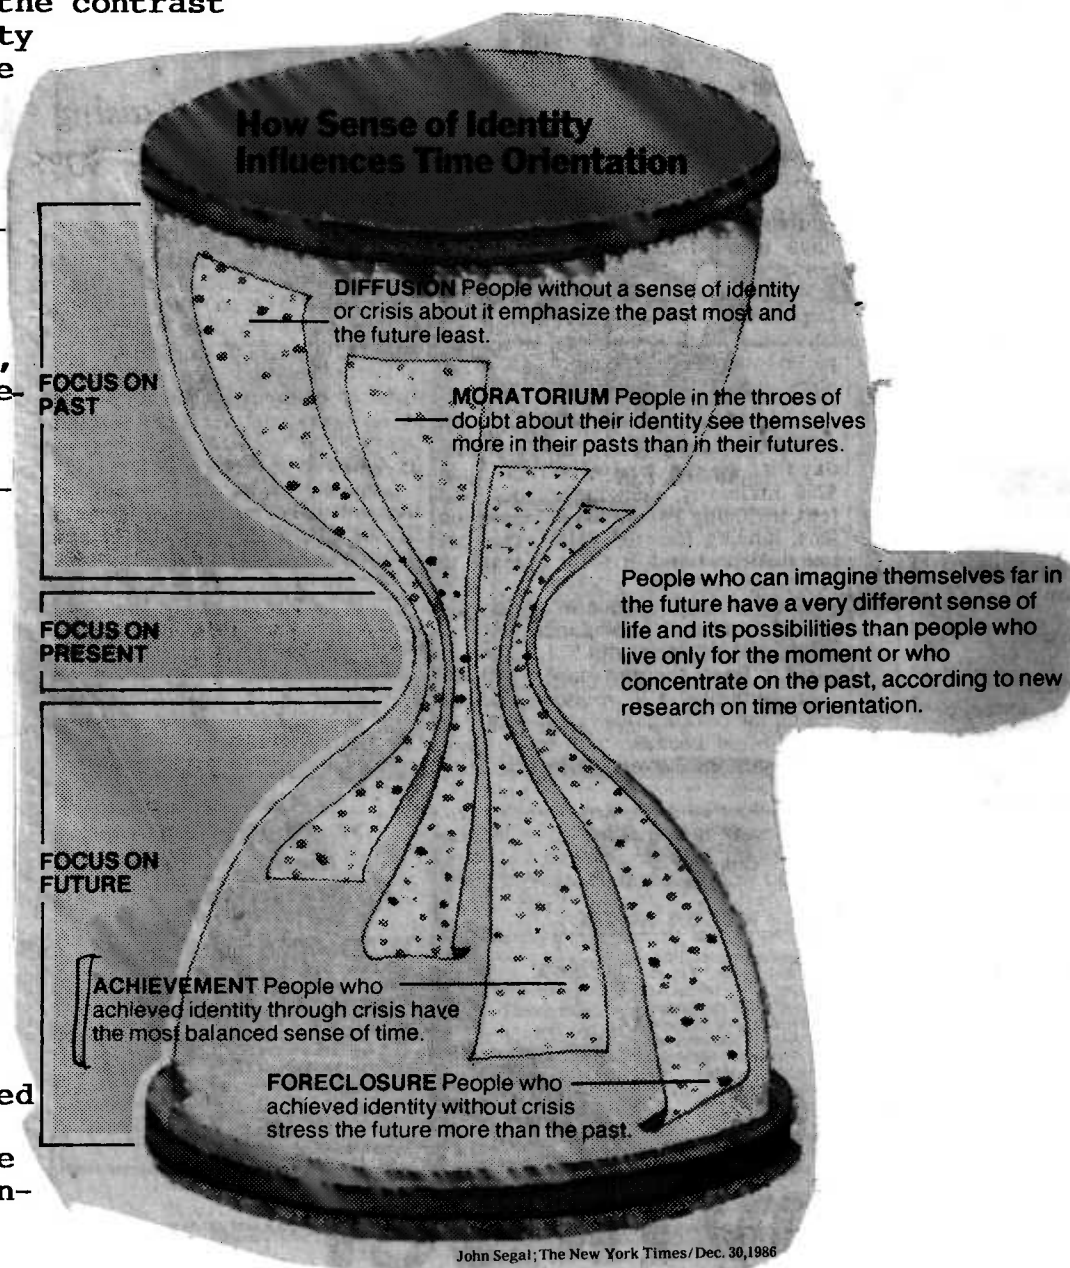 the contrast
ty
e
,
e-
How Sense of Identity
Influences Time Orientation
DIFFUSION People without a sense of identity
or crisis about it emphasize the past most and
the future least.
FOCUS ON
PAST
MORATORIUM People in the throes of
doubt about their identity see themselves
more in their pasts than in their futures.
People who can imagine themselves far in
the future have a very different sense of
life and its possibilities than people who
live only for the moment or who
concentrate on the past, according to new
research on time orientation.
FOCUS ON
PRESENT
FOCUS ON
FUTURE
ACHIEVEMENT People who
achieved identity through crisis have
the most balanced sense of time.
FORECLOSURE People who
achieved identity without crisis
stress the future more than the past.
ed
e
n-
John Segal; The New York Times/Dec. 30, 1986